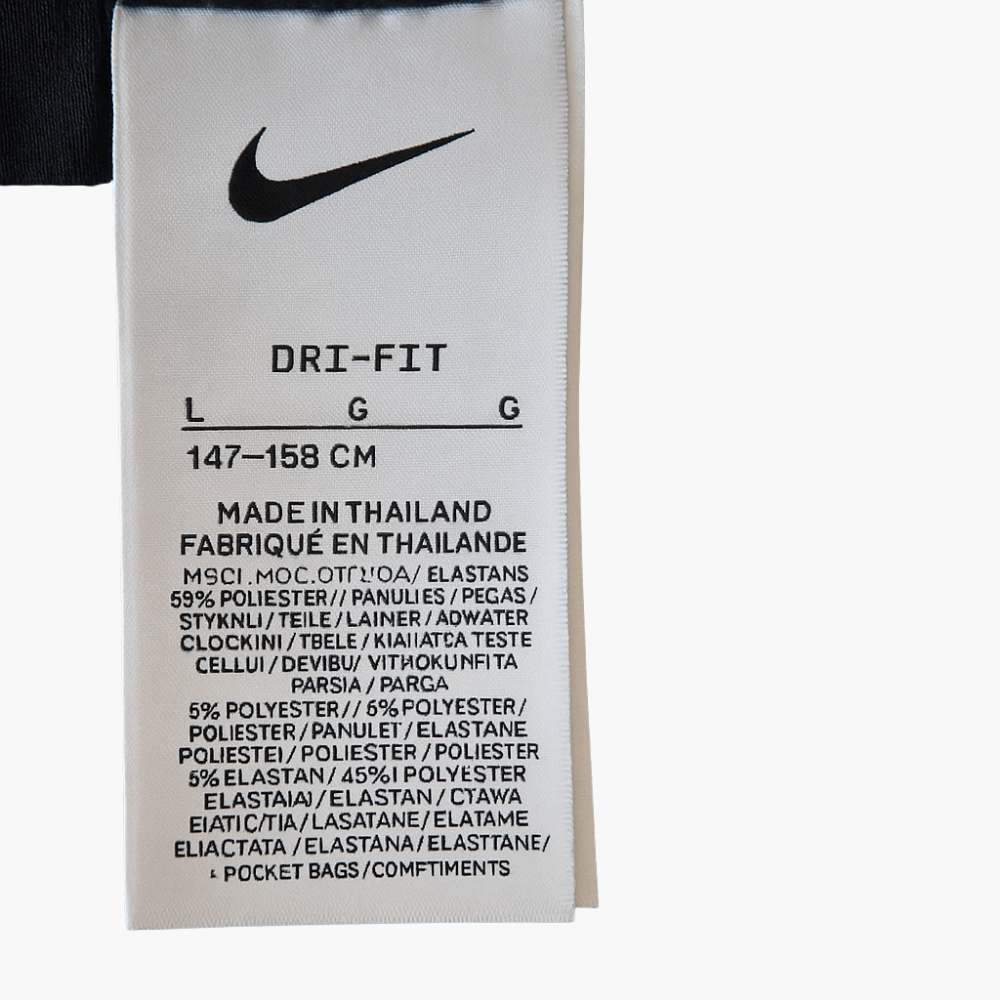 DRI-FIT
L G G
147–158 CM
MADE IN THAILAND
FABRIQUÉ EN THAILANDE
ELASTANS
59% POLIESTER// PANULIES / PEGAS /
STYKNLI / TEILE / LAINER / ADWATER
CLOCKINI / TBELE / TESTE
CELLUI / DEVIBU/
PARSIA / PARGA
5% POLYESTER// 6% POLYESTER/
POLIESTER / PANULET / ELASTANE
POLIESTEI / POLIESTER / POLIESTER
5% ELASTAN / 45%I POLYESTER
/ ELASTAN / CTAWA
EIATIC/TIA/LASATANE/ELATAME
ELIACTATA / ELASTANA / ELASTTANE/
POCKET BAGS / COMFTIMENTS